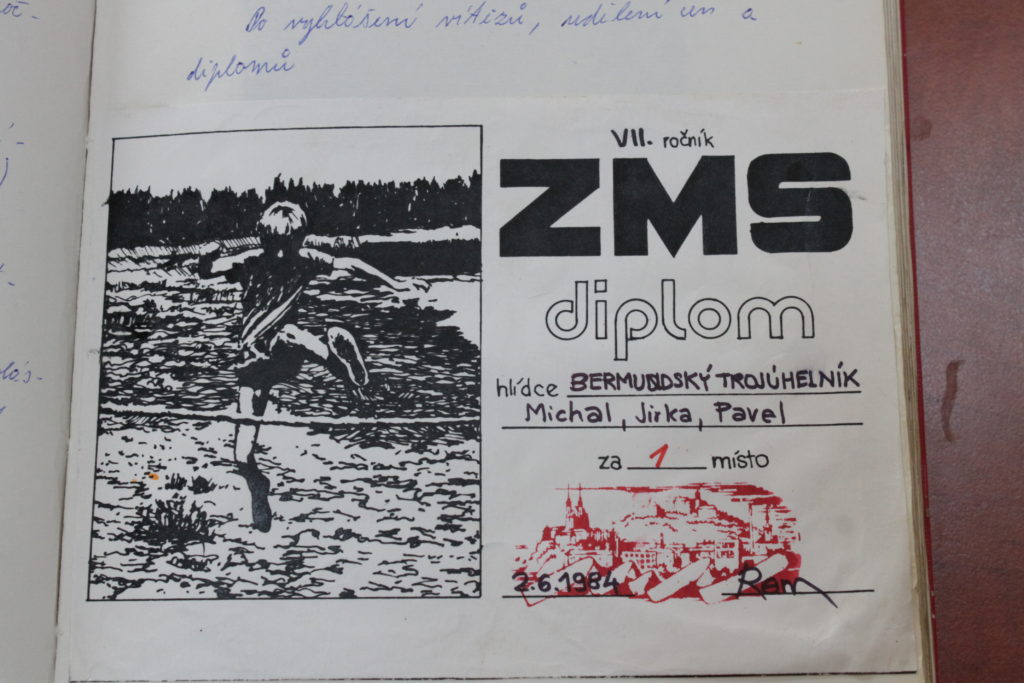 Po vyhlášení vítězů, udílení cen a
diplomů
VII. ročník
ZMS
diplom
hlídce BERMUDSKÝ TROJÚHELNÍK
Michal, Jirka, Pavel
za 1 místo
2.6.1984